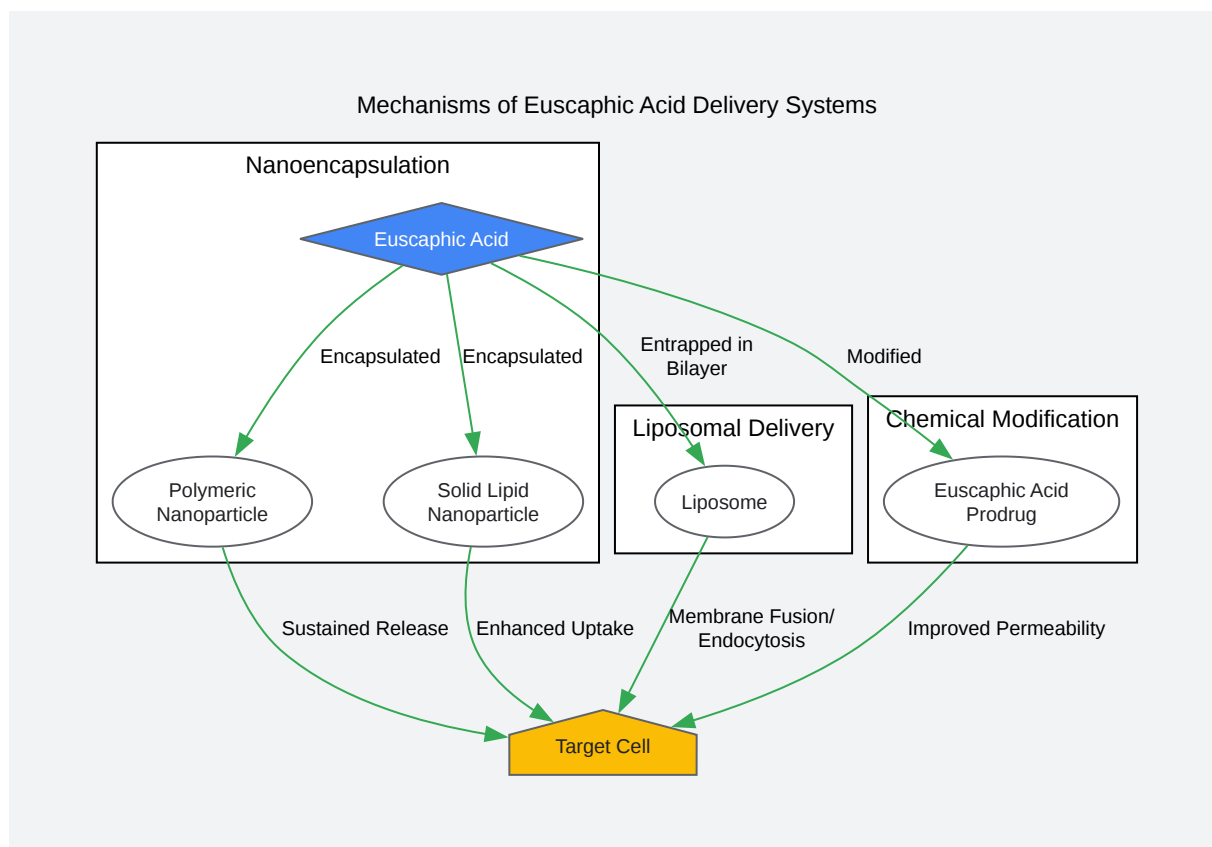 Mechanisms of Euscaphic Acid Delivery Systems
Nanoencapsulation
Euscaphic Acid
Encapsulated
Encapsulated
Entrapped in
Bilayer
Modified
Liposomal Delivery
Chemical Modification
Polymeric
Nanoparticle
Solid Lipid
Nanoparticle
Liposome
Euscaphic Acid
Prodrug
Sustained Release
Enhanced Uptake
Membrane Fusion/
Endocytosis
Improved Permeability
Target Cell